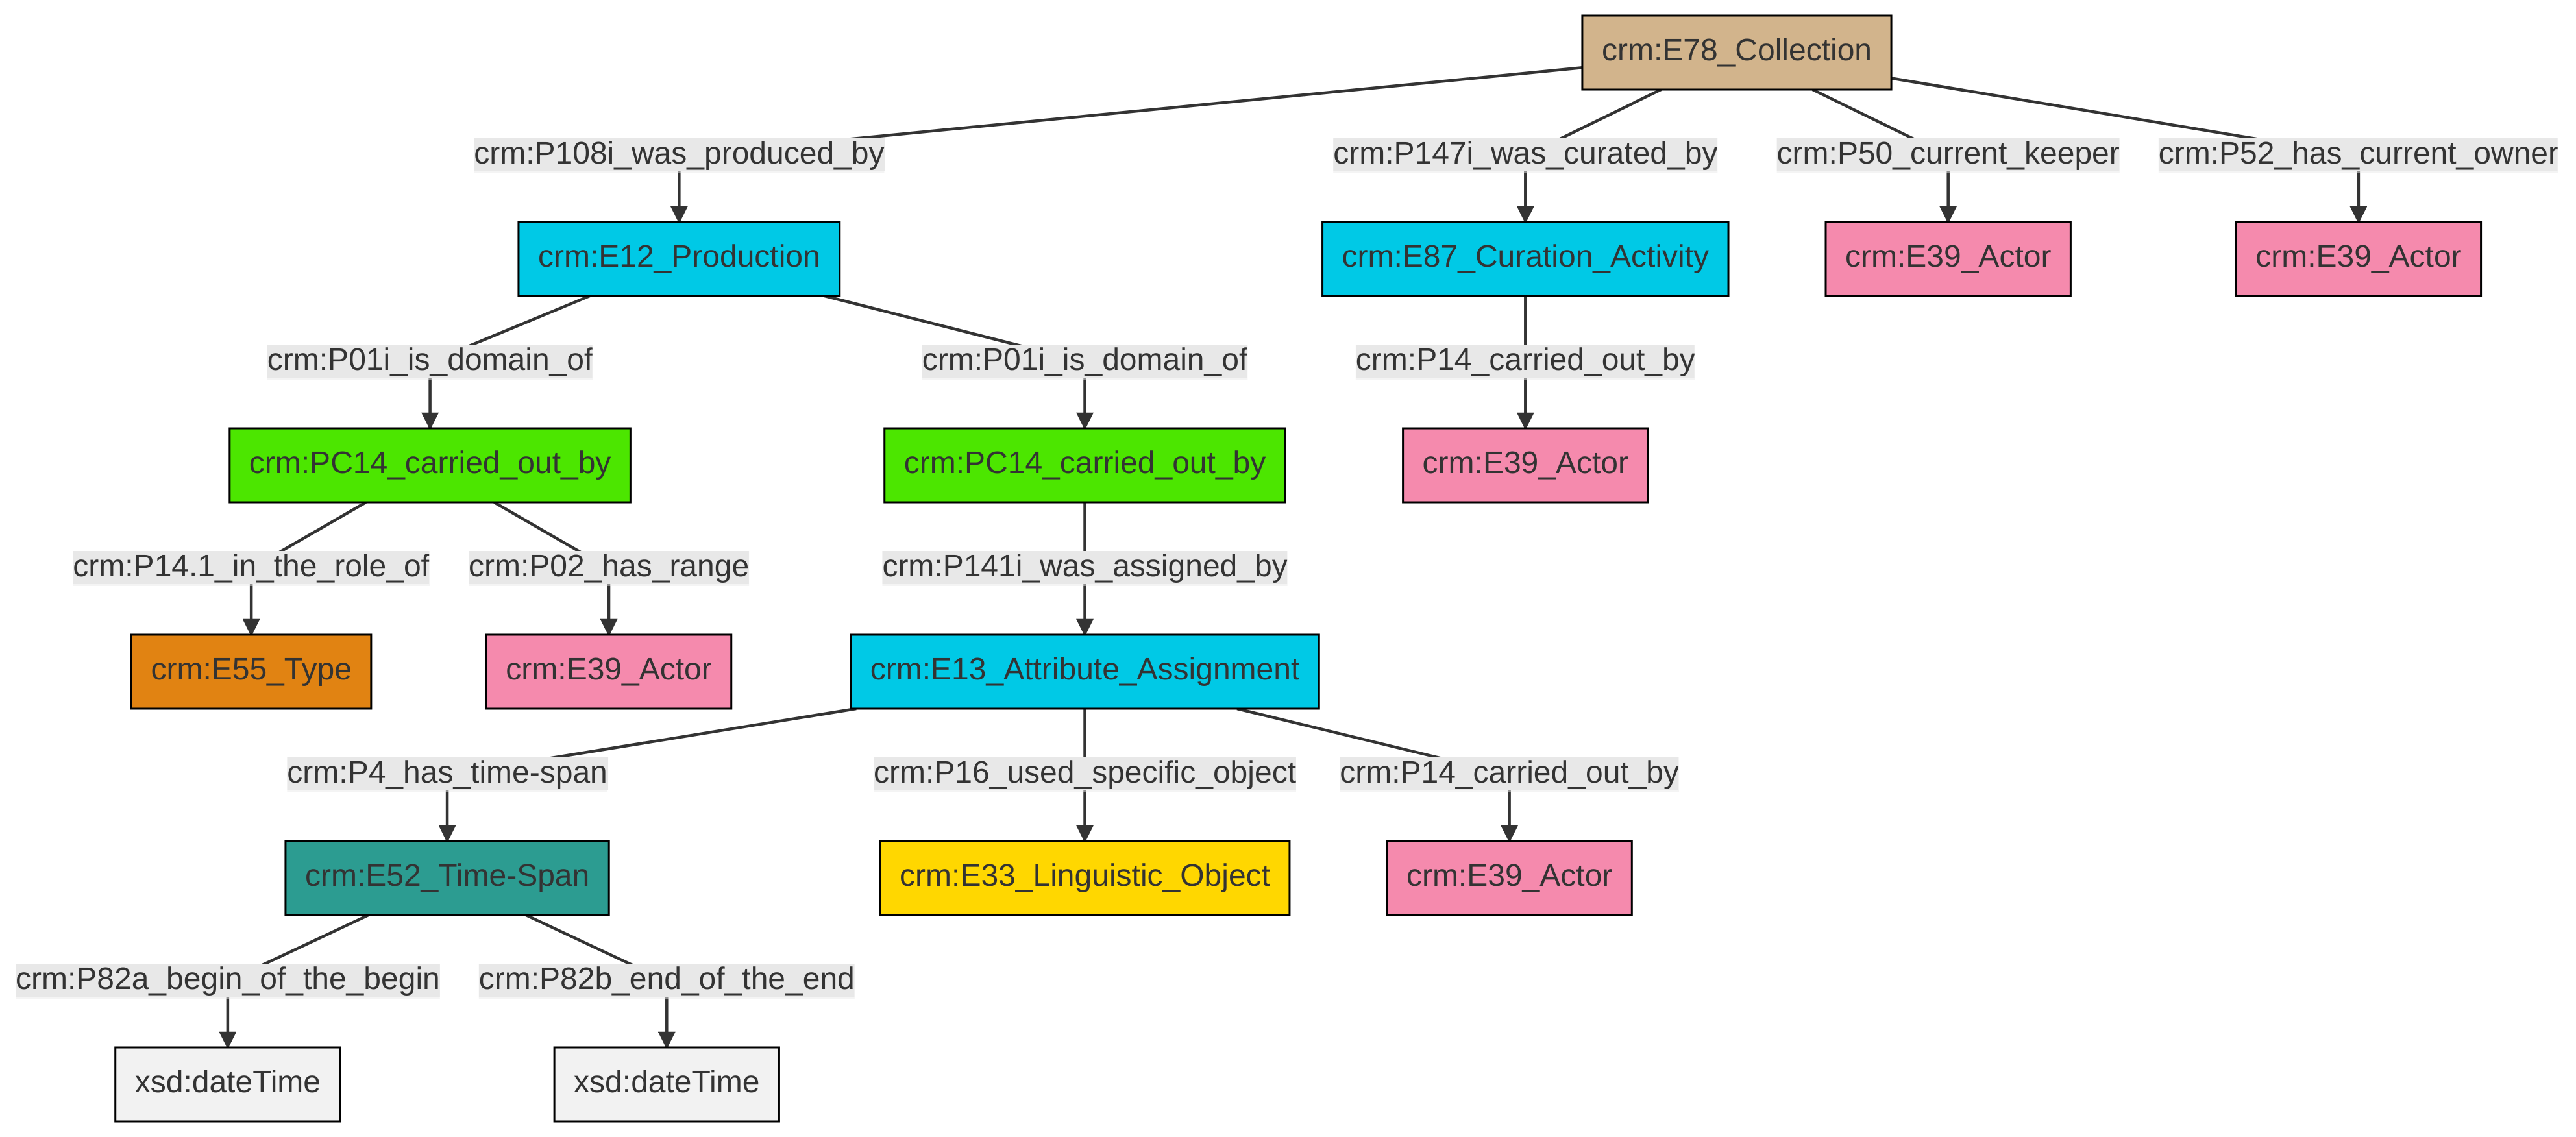 crm:E78_Collection
crm:P108i_was_produced_by
crm:P147i_was_curated_by
crm:P50_current_keeper
crm:P52_has_current_owner
crm:E12_Production
crm:E87_Curation_Activity
crm:E39_Actor
crm:E39_Actor
crm:P01i_is_domain_of
crm:P01i_is_domain_of
crm:P14_carried_out_by
crm:PC14_carried_out_by
crm:PC14_carried_out_by
crm:E39_Actor
crm:P14.1_in_the_role_of
crm:P02_has_range
crm:P141i_was_assigned_by
crm:E55_Type
crm:E39_Actor
crm:E13_Attribute_Assignment
crm:P4_has_time-span
crm:P16_used_specific_object
crm:P14_carried_out_by
crm:E52_Time-Span
crm:E33_Linguistic_Object
crm:E39_Actor
crm:P82a_begin_of_the_begin
crm:P82b_end_of_the_end
xsd:dateTime
xsd:dateTime